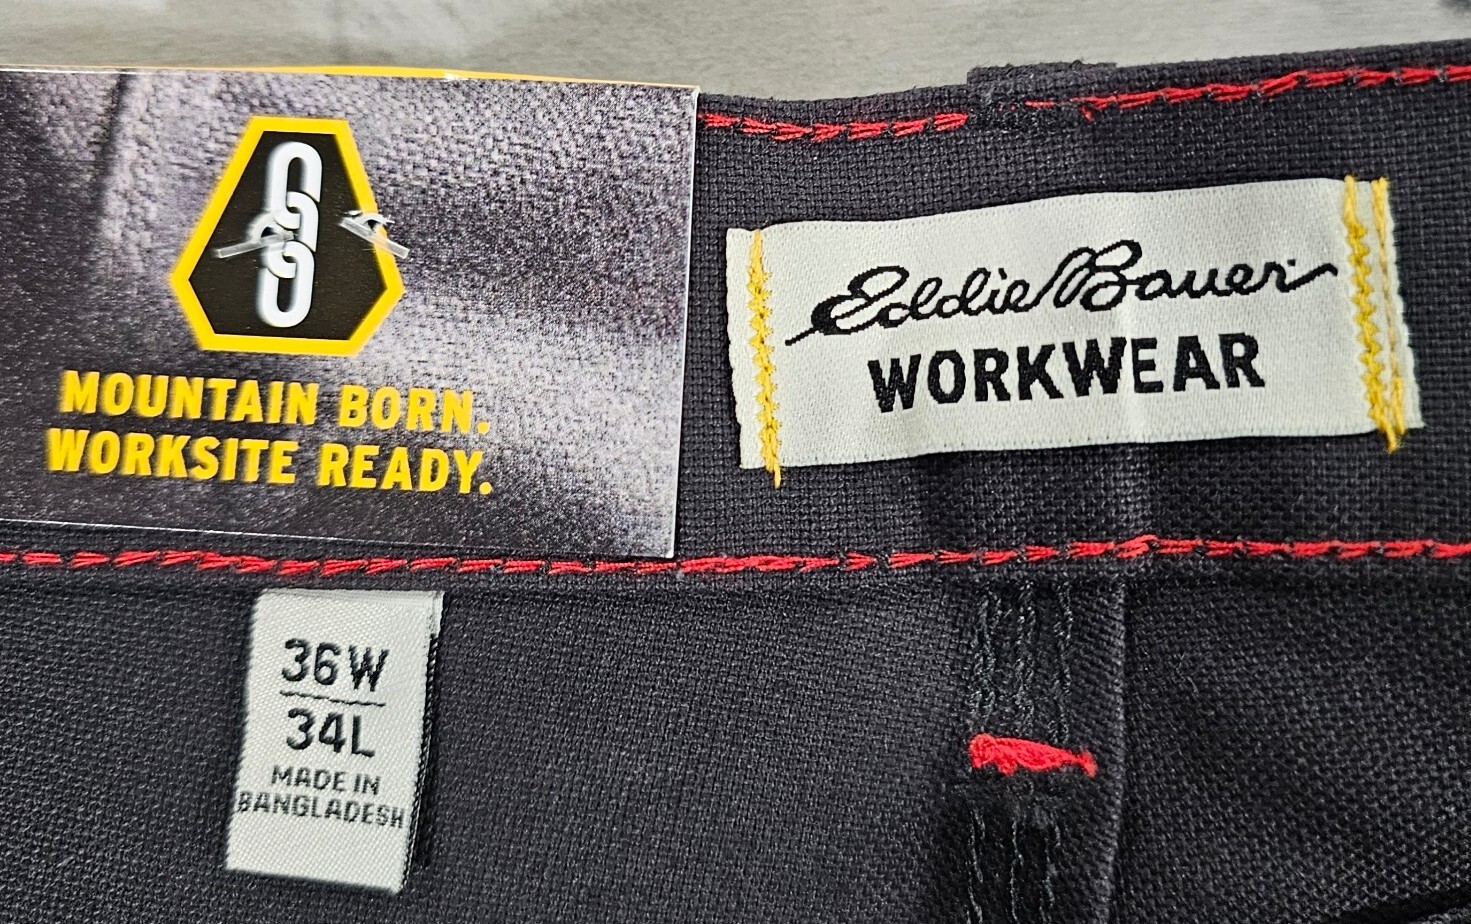 MOUNTAIN BORN.
WORKSITE READY.
Eddie Bauer
WORKWEAR
36W
34L
MADE IN
BANGLADESH